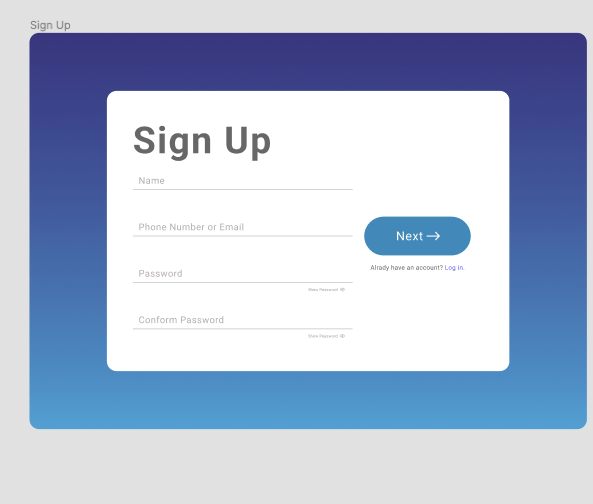 Sign Up
Sign Up
Name
Phone Number or Email
Password
Show Password
Conform Password
Show Password
Next →
Alrady have an account? Log in.